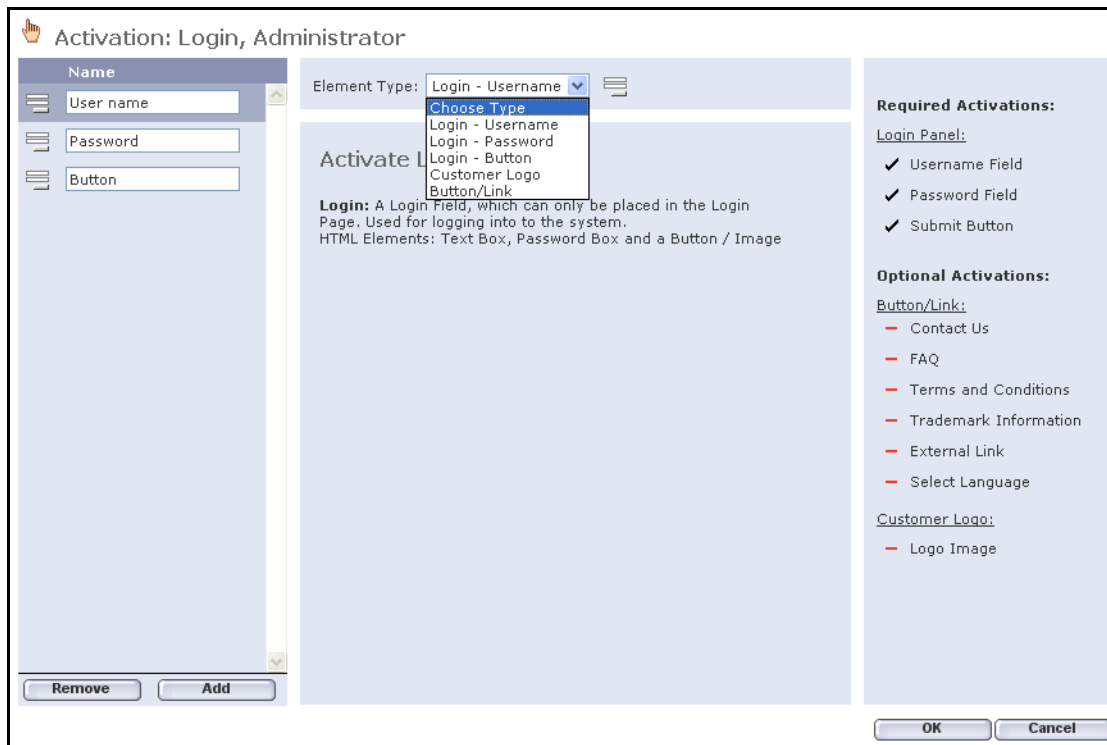 Activation: Login, Administrator
Name
User name
Password
Button
Remove
Add
Element Type:
Login - Username
Choose Type
Login - Username
Login - Password
Login - Button
Customer Logo
Button/Link
Activate L
Login: A Login Field, which can only be placed in the Login
Page. Used for logging into to the system.
HTML Elements: Text Box, Password Box and a Button / Image
Required Activations:
Login Panel:
Username Field
Password Field
Submit Button
Optional Activations:
Button/Link:
Contact Us
FAQ
Terms and Conditions
Trademark Information
External Link
Select Language
Customer Logo:
Logo Image
OK
Cancel